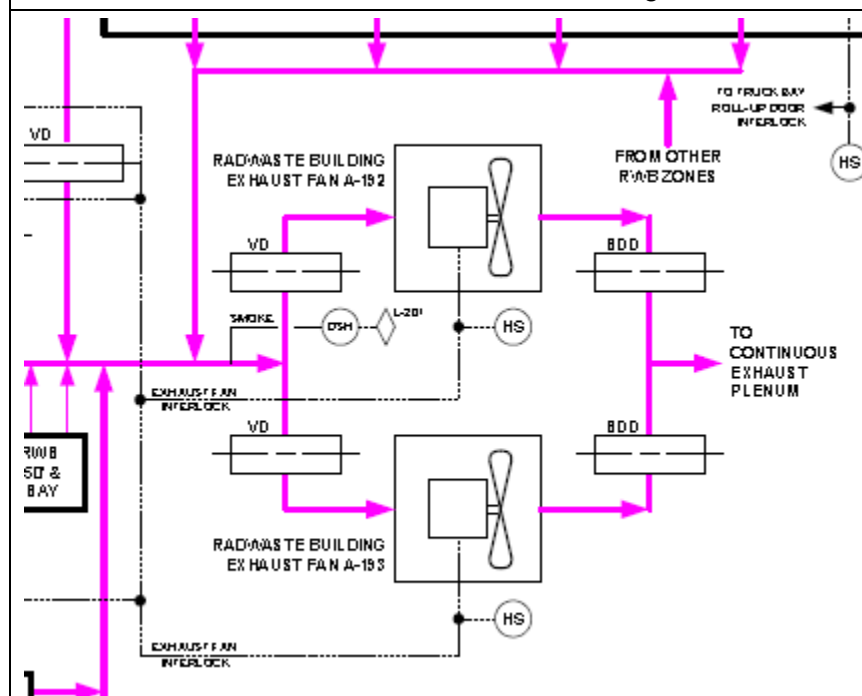 TO TRUCK BAY
ROLL-UP DOOR
INTERLOCK
HS
VD
RADWASTE BUILDING
EXHAUST FAN A-192
FROM OTHER
RWB ZONES
VD
BDD
SMOKE
DSH
L-201
HS
TO
CONTINUOUS
EXHAUST
PLENUM
EXHAUST FAN
INTERLOCK
VD
BDD
RWB
BAY
RADWASTE BUILDING
EXHAUST FAN A-193
HS
EXHAUST FAN
INTERLOCK